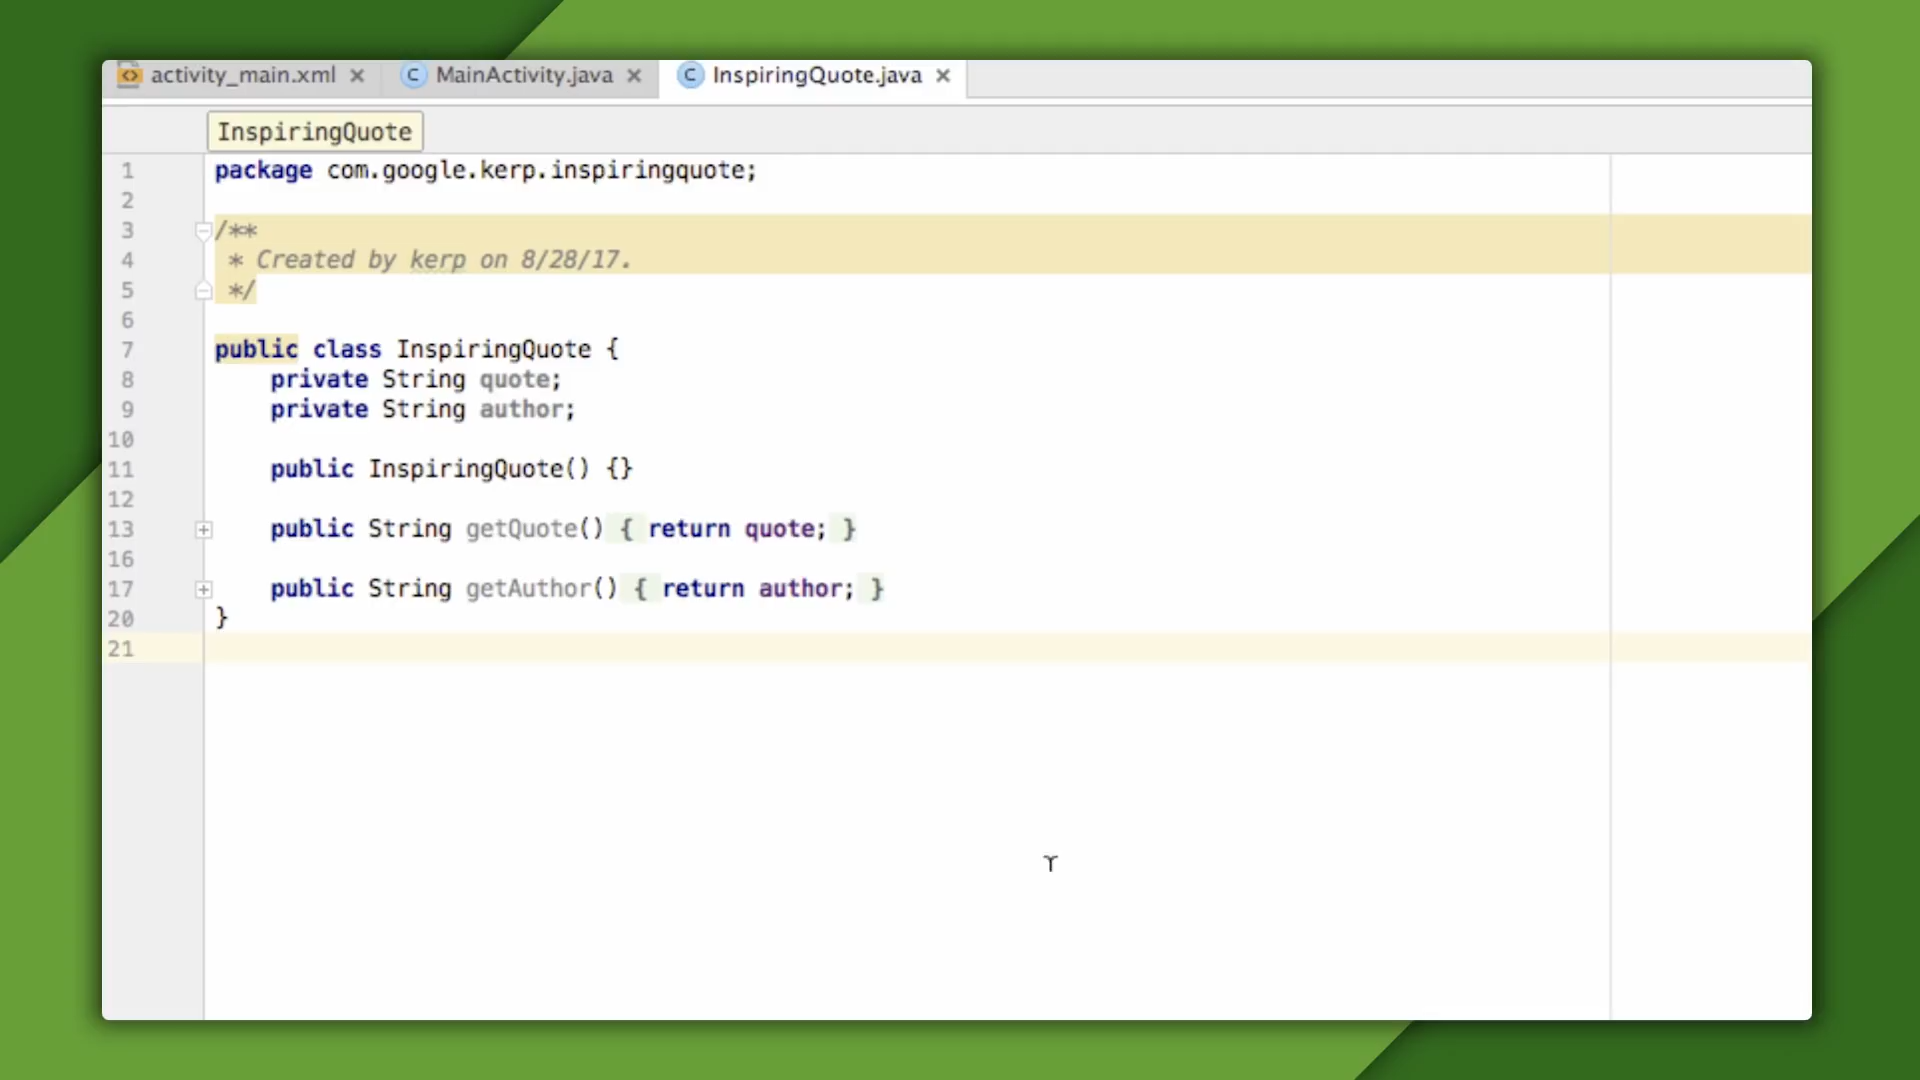 activity_main.xml MainActivity.java InspiringQuote.java
InspiringQuote
1 package com.google.kerp.inspiringquote;
2
3 /**
4 * Created by kerp on 8/28/17.
5 */
6
7 public class InspiringQuote {
8 private String quote;
9 private String author;
10
11 public InspiringQuote() {}
12
13 public String getQuote() { return quote; }
16
17 public String getAuthor() { return author; }
20 }
21